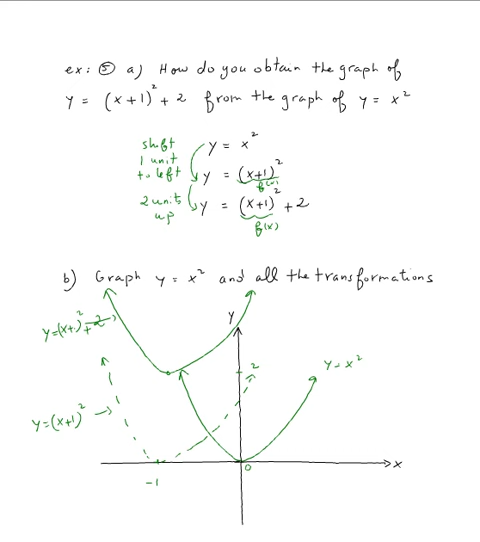 ex: ⑤ a) How do you obtain the graph of
y = (x+1)² + 2 from the graph of y = x²
shift
1 unit
to left
y = x²
y = (x+1)²
f(x)
2 units
up
y = (x+1)² + 2
f(x)
b) Graph y = x² and all the transformations
y=(x+1)²+2
y
2
y=x²
y=(x+1)²
-1
0
x